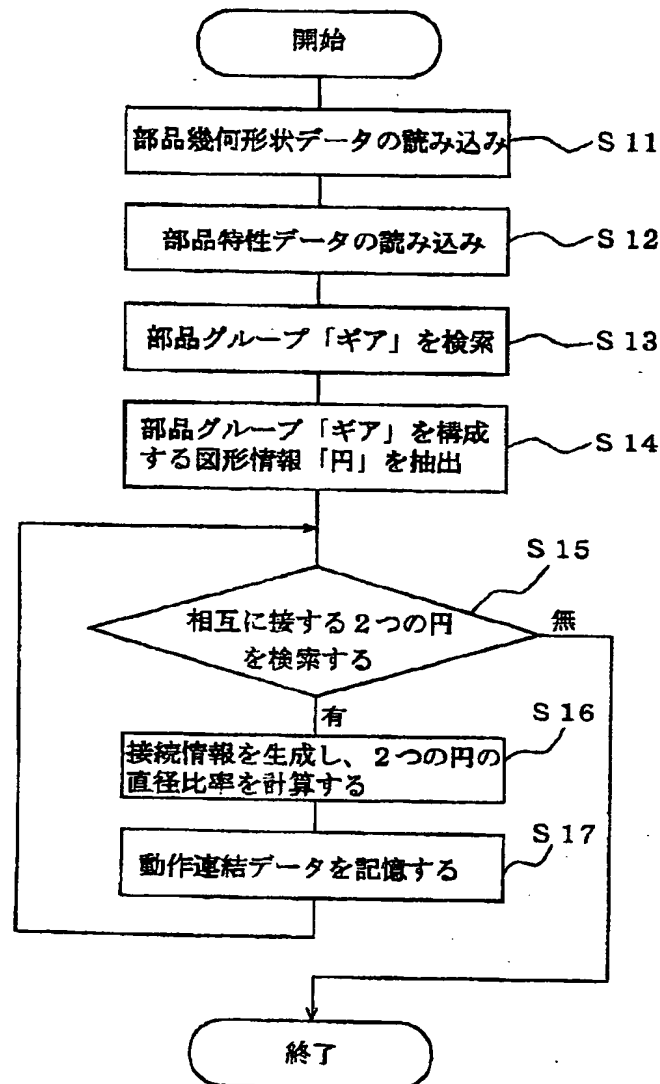 開始
部品幾何形状データの読み込み
S 11
部品特性データの読み込み
S 12
部品グループ「ギア」を検索
S 13
部品グループ「ギア」を構成
する図形情報「円」を抽出
S 14
S 15
相互に接する2つの円
を検索する
無
有
S 16
接続情報を生成し、2つの円の
直径比率を計算する
S 17
動作連結データを記憶する
終了